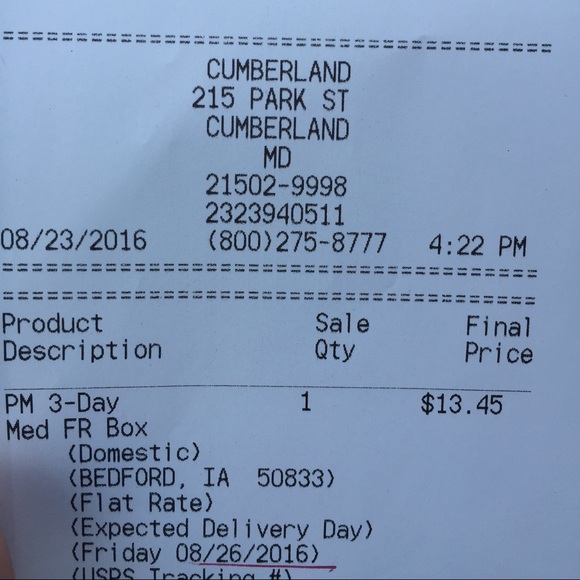 CUMBERLAND
215 PARK ST
CUMBERLAND
MD
21502-9998
2323940511
08/23/2016 (800)275-8777 4:22 PM
Product Sale Final
Description Qty Price
PM 3-Day 1 $13.45
Med FR Box
(Domestic)
(BEDFORD, IA 50833)
(Flat Rate)
(Expected Delivery Day)
(Friday 08/26/2016)
(USPS Tracking #)